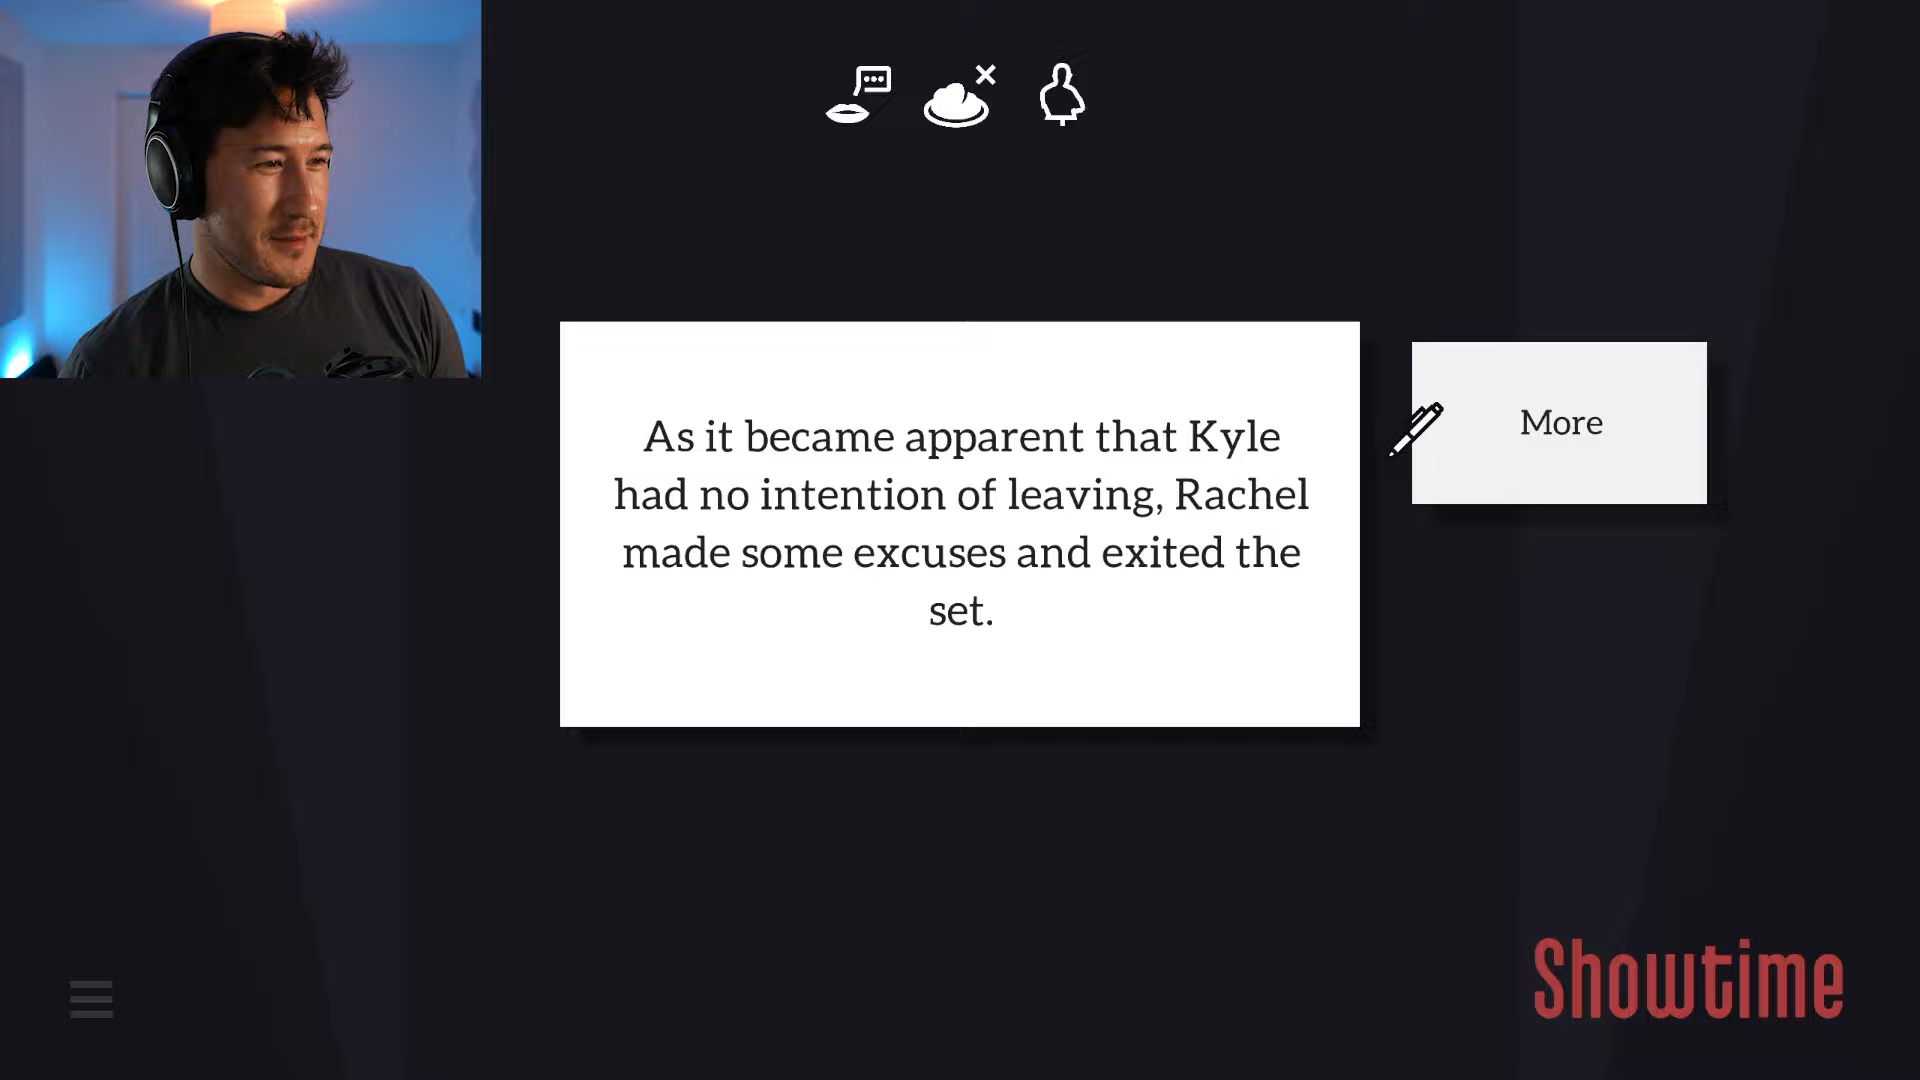 As it became apparent that Kyle
had no intention of leaving, Rachel
made some excuses and exited the
set.
More
Showtime